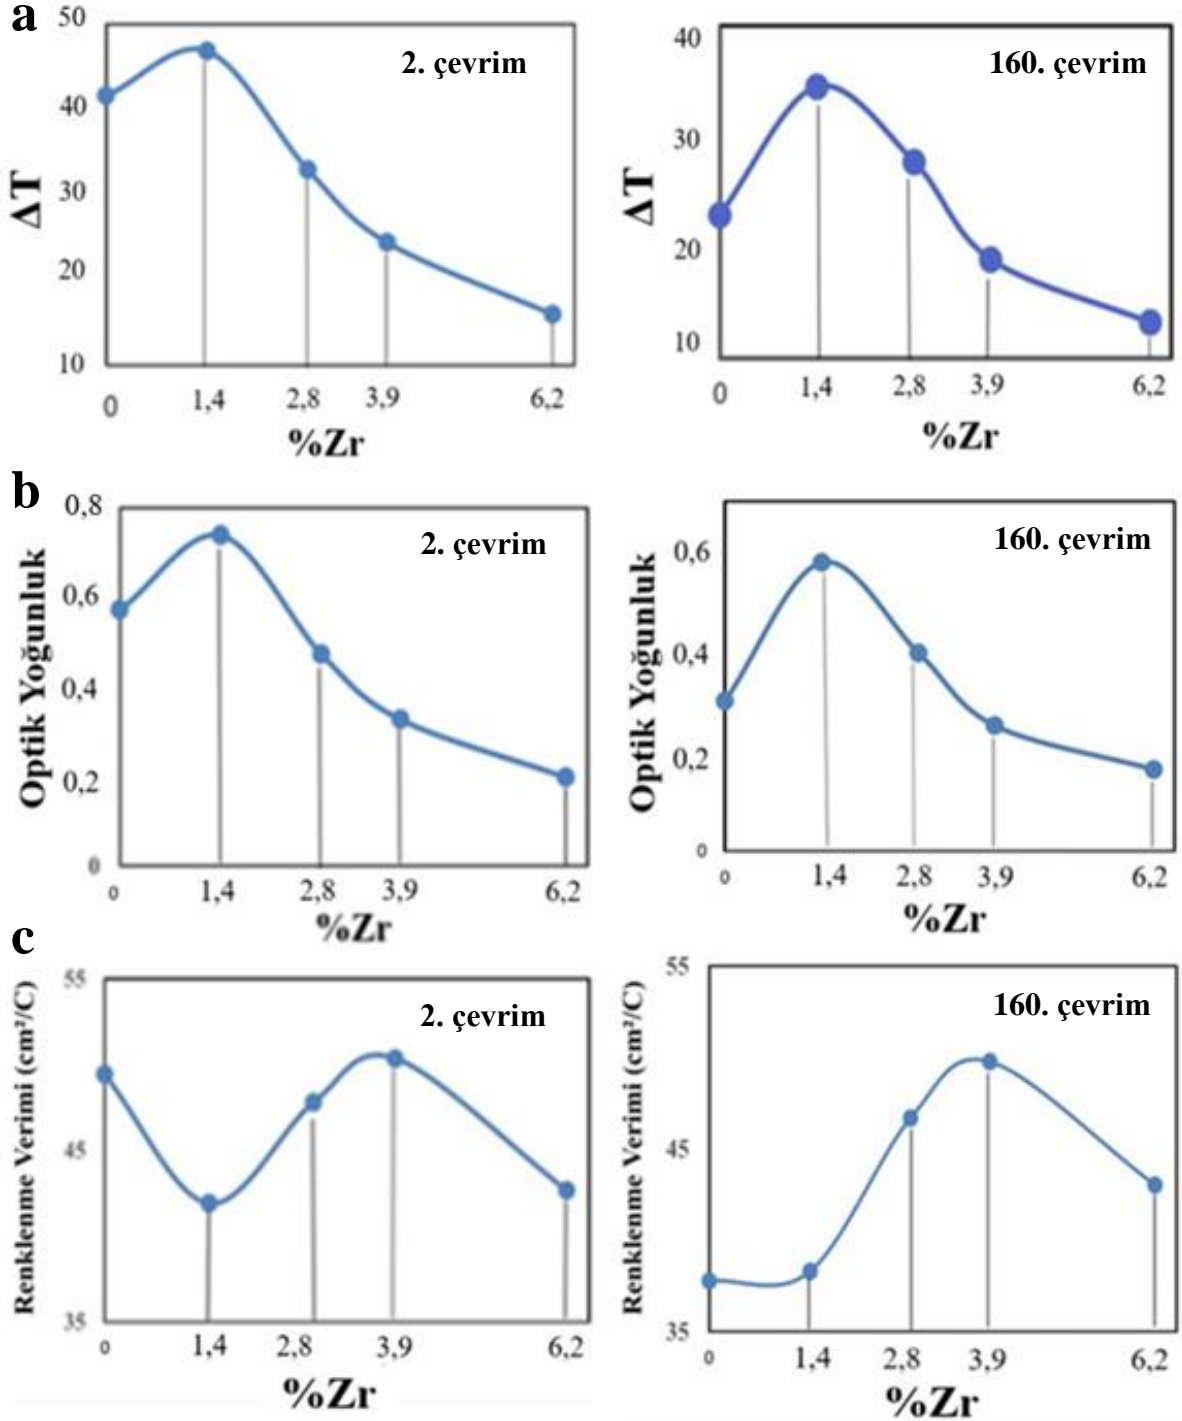 a
50
40
30
20
10
ΔT
2. çevrim
0 1,4 2,8 3,9 6,2
%Zr
40
30
20
10
ΔT
160. çevrim
0 1,4 2,8 3,9 6,2
%Zr
b
0,8
0,6
0,4
0,2
0
Optik Yoğunluk
2. çevrim
0 1,4 2,8 3,9 6,2
%Zr
0,6
0,4
0,2
0
Optik Yoğunluk
160. çevrim
0 1,4 2,8 3,9 6,2
%Zr
c
55
45
35
Renklenme Verimi (cm²/C)
2. çevrim
0 1,4 2,8 3,9 6,2
%Zr
55
45
35
Renklenme Verimi (cm²/C)
160. çevrim
0 1,4 2,8 3,9 6,2
%Zr